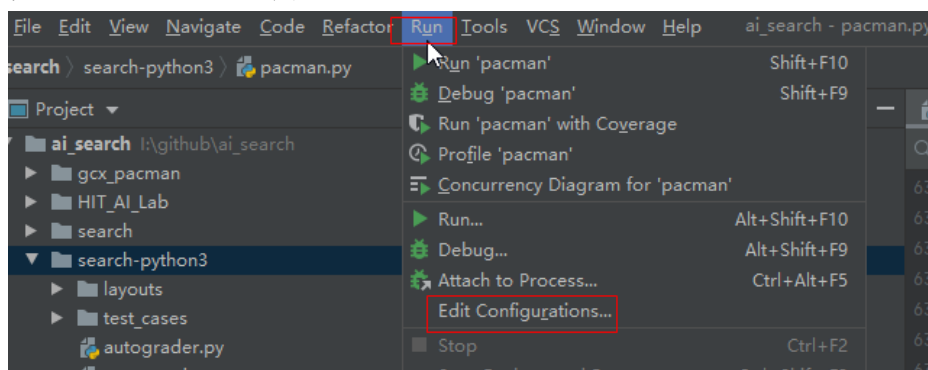 File Edit View Navigate Code Refactor Run Tools VCS Window Help ai_search - pacman.py
search search-python3 pacman.py
Project
ai_search I:\github\ai_search
gcx_pacman
HIT_AI_Lab
search
search-python3
layouts
test_cases
autograder.py
Run 'pacman' Shift+F10
Debug 'pacman' Shift+F9
Run 'pacman' with Coverage
Profile 'pacman'
Concurrency Diagram for 'pacman'
Run... Alt+Shift+F10
Debug... Alt+Shift+F9
Attach to Process... Ctrl+Alt+F5
Edit Configurations...
Stop Ctrl+F2